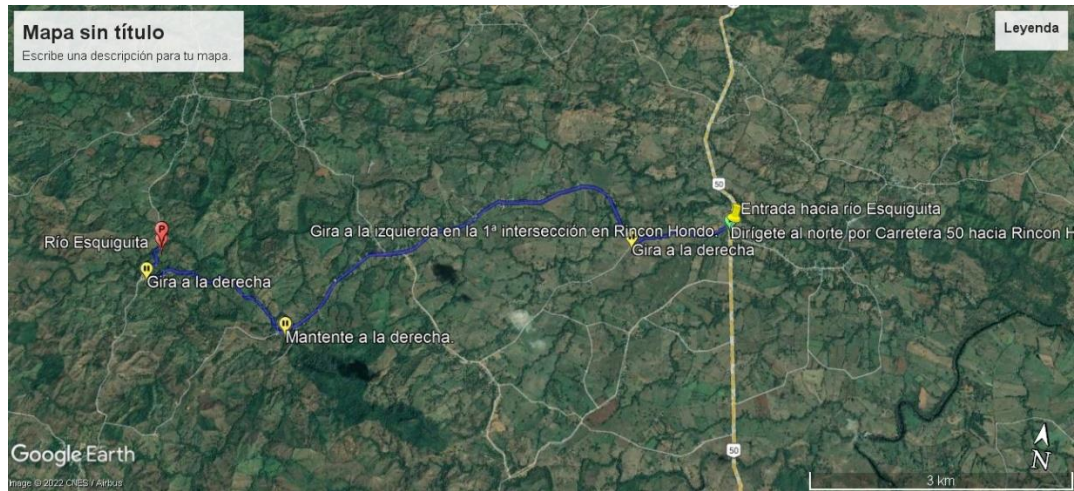 Mapa sin título
Escribe una descripción para tu mapa.
Leyenda
50
Entrada hacia río Esquiguita
Gira a la izquierda en la 1ª intersección en Rincon Hondo.
Dirígete al norte por Carretera 50 hacia Rincon H
Río Esquiguita
Gira a la derecha
Gira a la derecha
Mantente a la derecha.
50
Google Earth
N
Image © 2022 CNES / Airbus
3 km
P